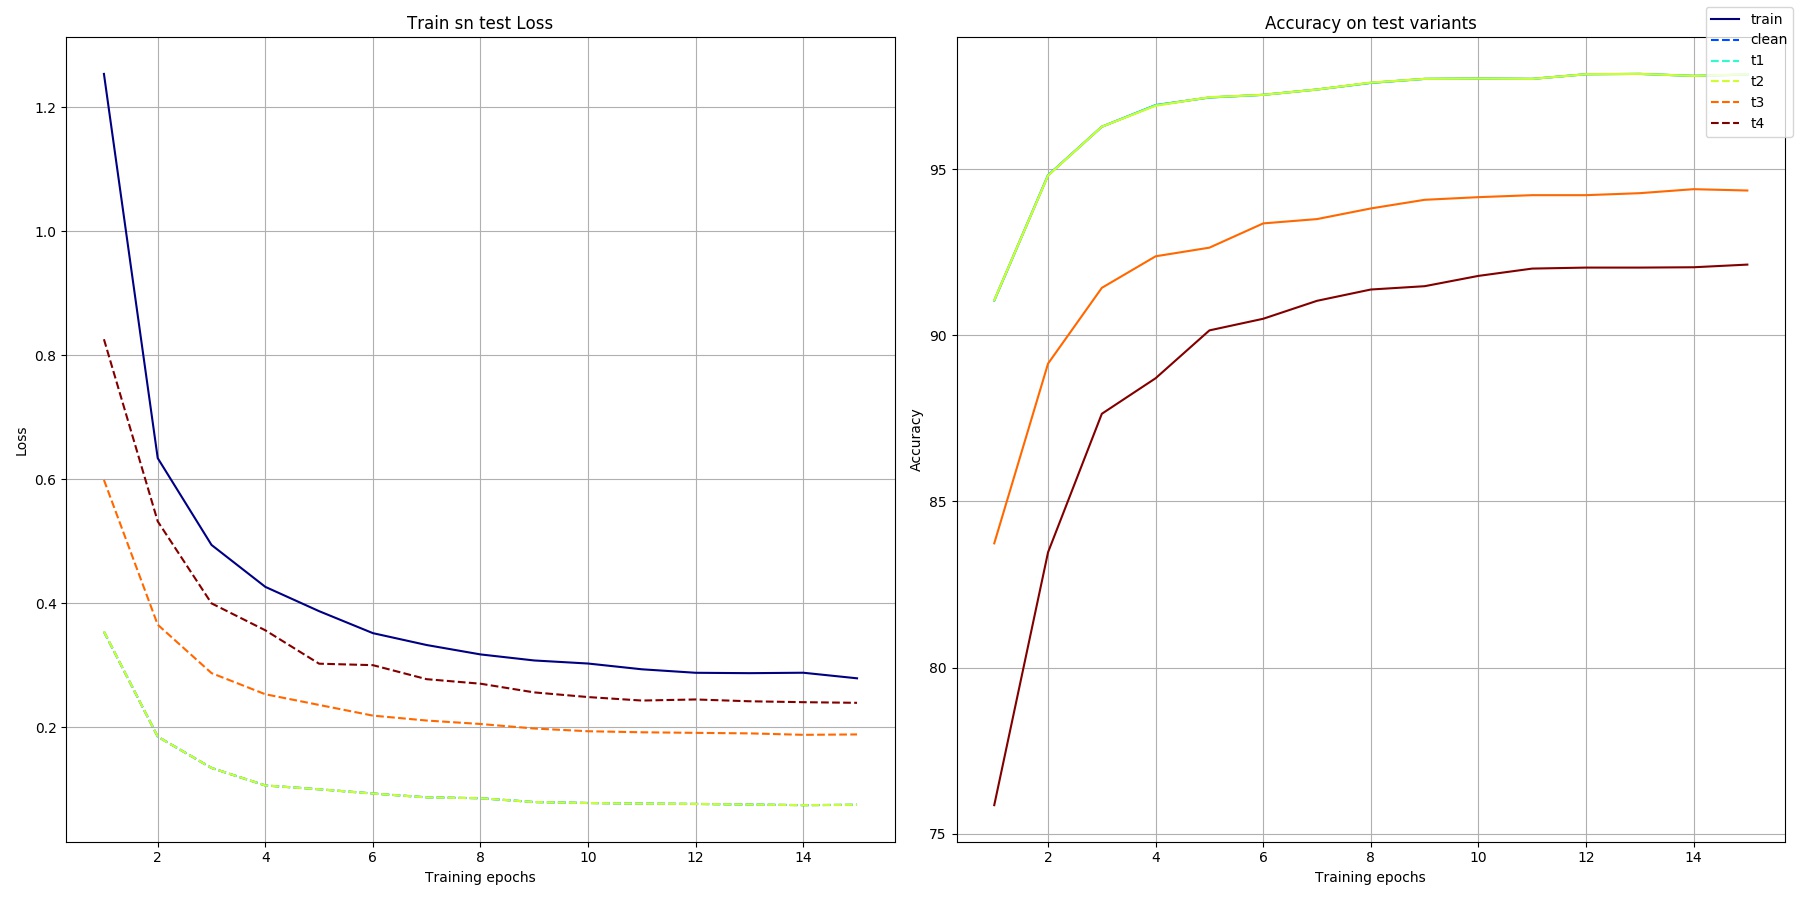 Train sn test Loss
1.2
1.0
0.8
0.6
0.4
0.2
Loss
2 4 6 8 10 12 14
Training epochs
Accuracy on test variants
95
90
85
80
75
Accuracy
2 4 6 8 10 12 14
Training epochs
train
clean
t1
t2
t3
t4